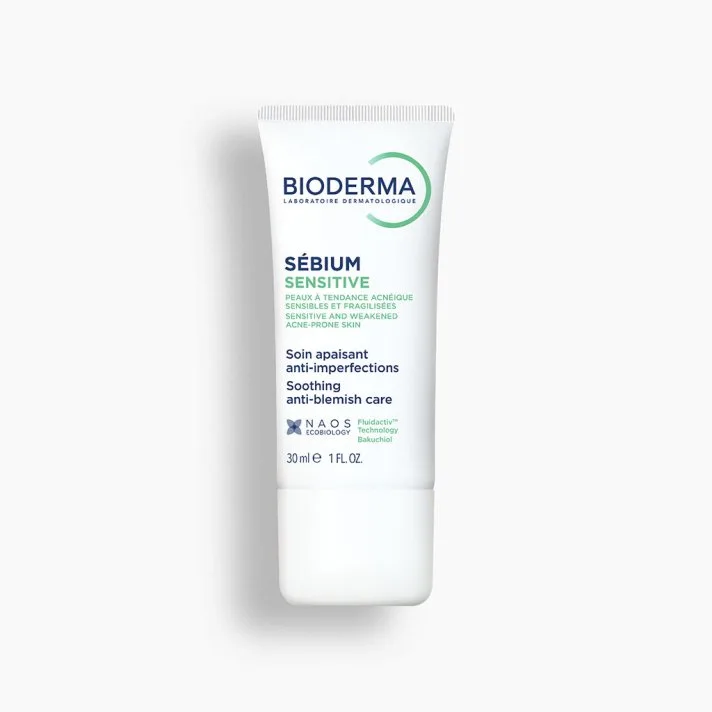 BIODERMA
LABORATOIRE DERMATOLOGIQUE
SÉBIUM
SENSITIVE
PEAUX À TENDANCE ACNÉIQUE
SENSIBLES ET FRAGILISÉES
SENSITIVE AND WEAKENED
ACNE-PRONE SKIN
Soin apaisant
anti-imperfections
Soothing
anti-blemish care
NAOS
ECOBIOLOGY
Fluidactiv™
Technology
Bakuchiol
30 ml e 1 FL. OZ.